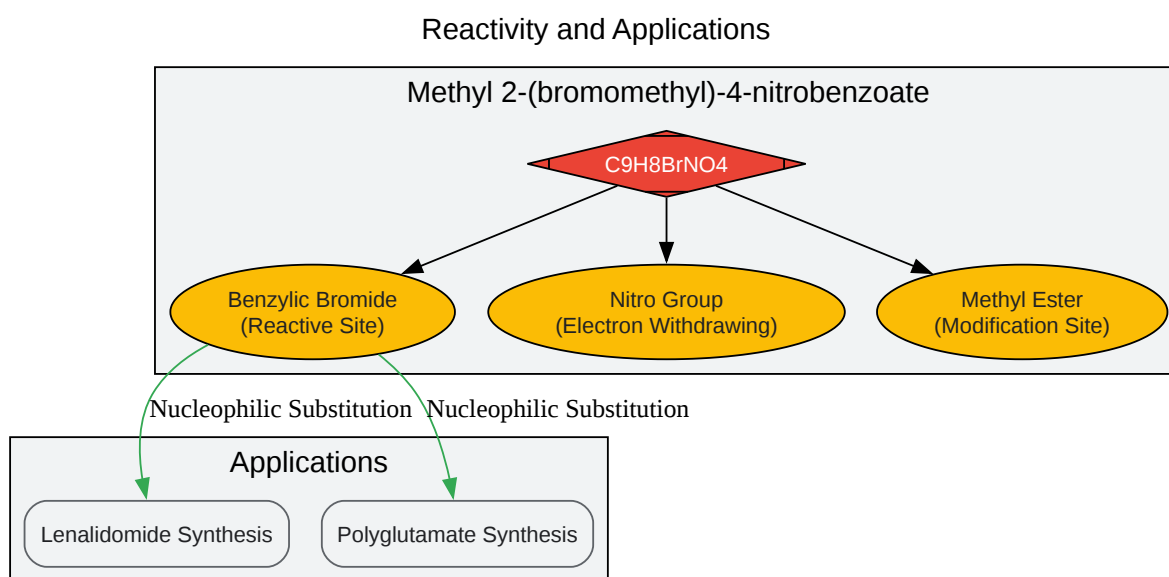 Reactivity and Applications
Methyl 2-(bromomethyl)-4-nitrobenzoate
C9H8BrNO4
Benzylic Bromide
(Reactive Site)
Nitro Group
(Electron Withdrawing)
Methyl Ester
(Modification Site)
Nucleophilic Substitution
Nucleophilic Substitution
Applications
Lenalidomide Synthesis
Polyglutamate Synthesis